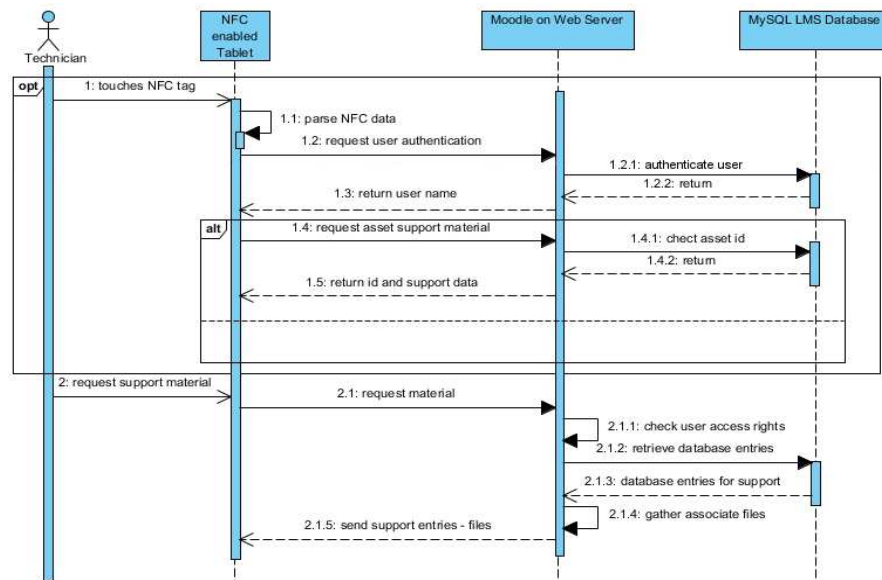 NFC
enabled
Tablet
Moodle on Web Server
MySQL LMS Database
Technician
opt
1: touches NFC tag
1.1: parse NFC data
1.2: request user authentication
1.2.1: authenticate user
1.2.2: return
1.3: return user name
alt
1.4: request asset support material
1.4.1: chect asset id
1.4.2: return
1.5: return id and support data
2: request support material
2.1: request material
2.1.1: check user access rights
2.1.2: retrieve database entries
2.1.3: database entries for support
2.1.4: gather associate files
2.1.5: send support entries - files